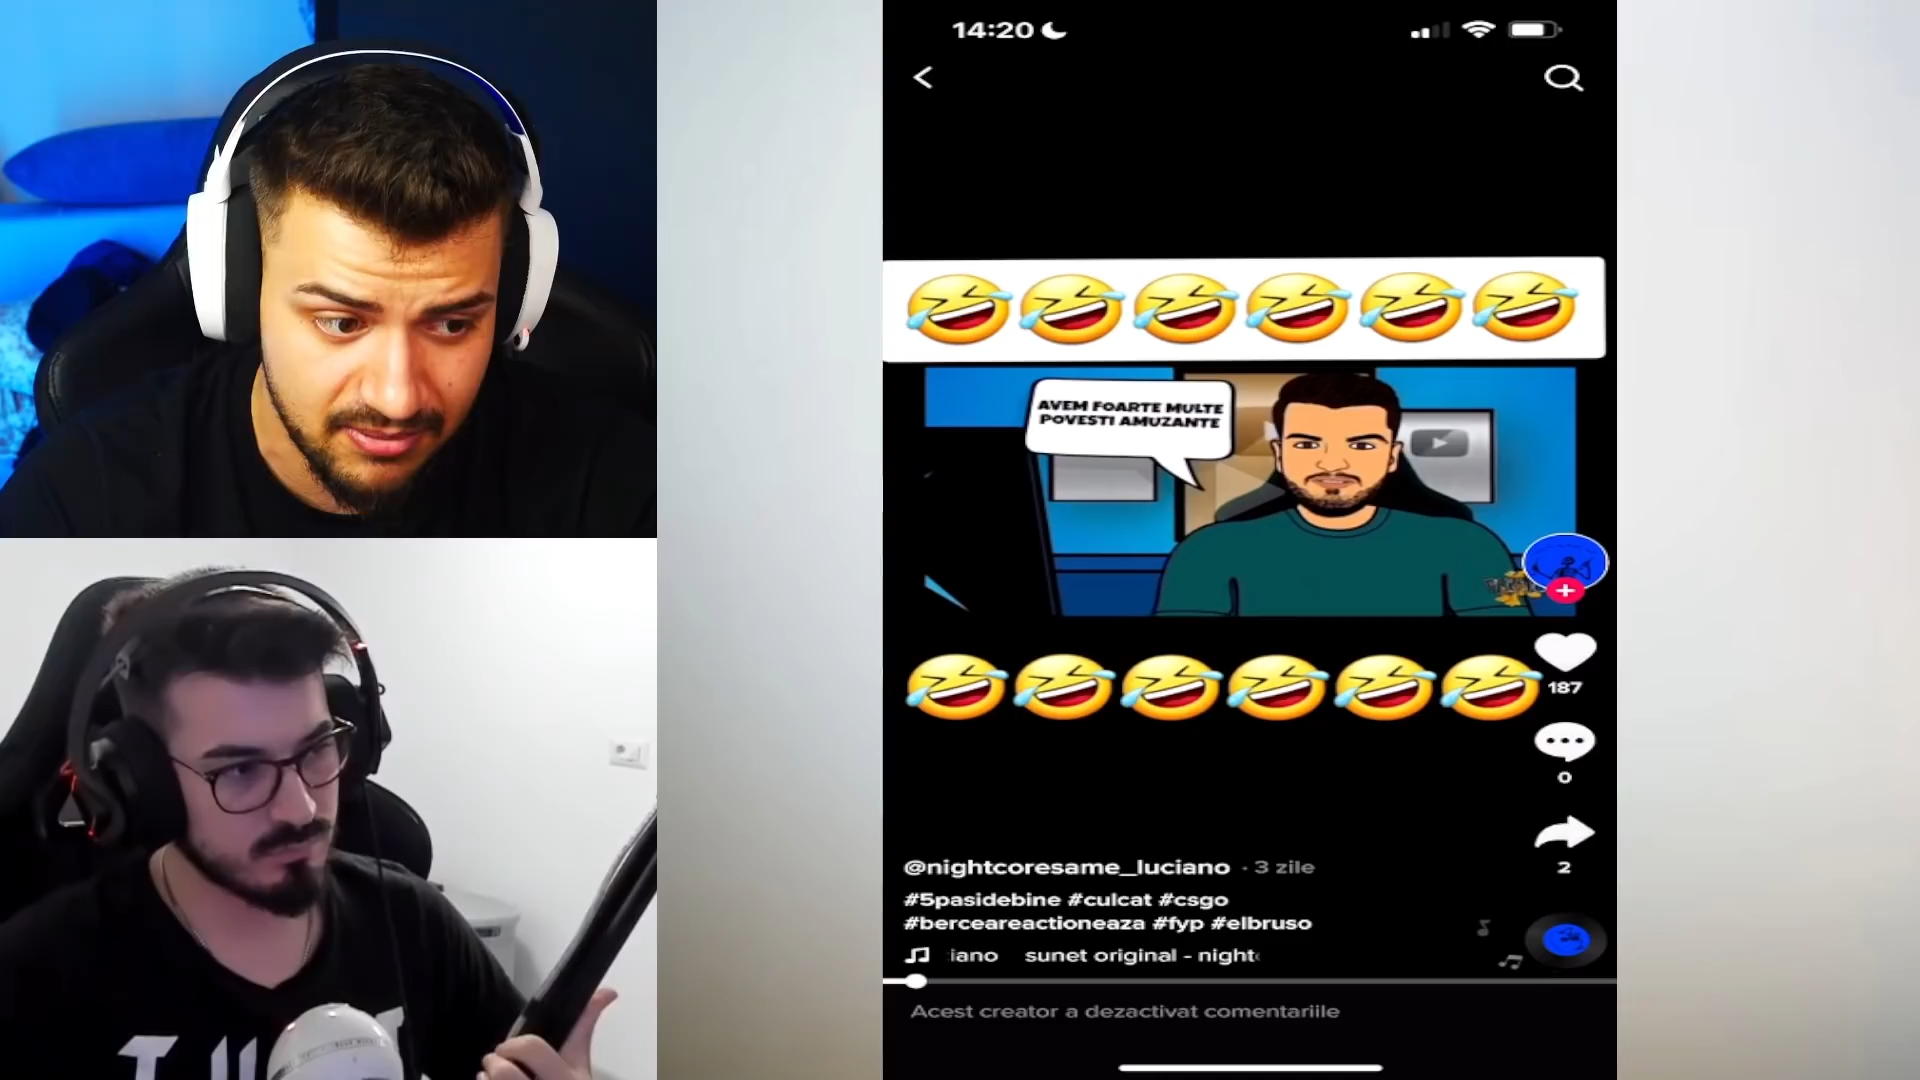 14:20
AVEM FOARTE MULTE
POVESTI AMUZANTE
187
0
2
@nightcoresame_luciano · 3 zile
#5pasidebine #culcat #csgo
#berceareactioneaza #fyp #elbruso
iano sunet original - night
Acest creator a dezactivat comentariile